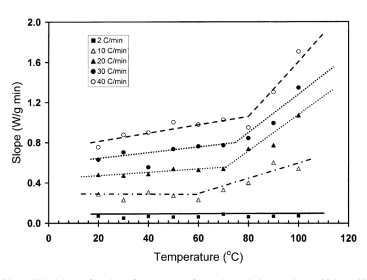 2.0
1.6
1.2
0.8
0.4
0.0
Slope (W/g min)
2 C/min
10 C/min
20 C/min
30 C/min
40 C/min
0 20 40 60 80 100 120
Temperature (°C)